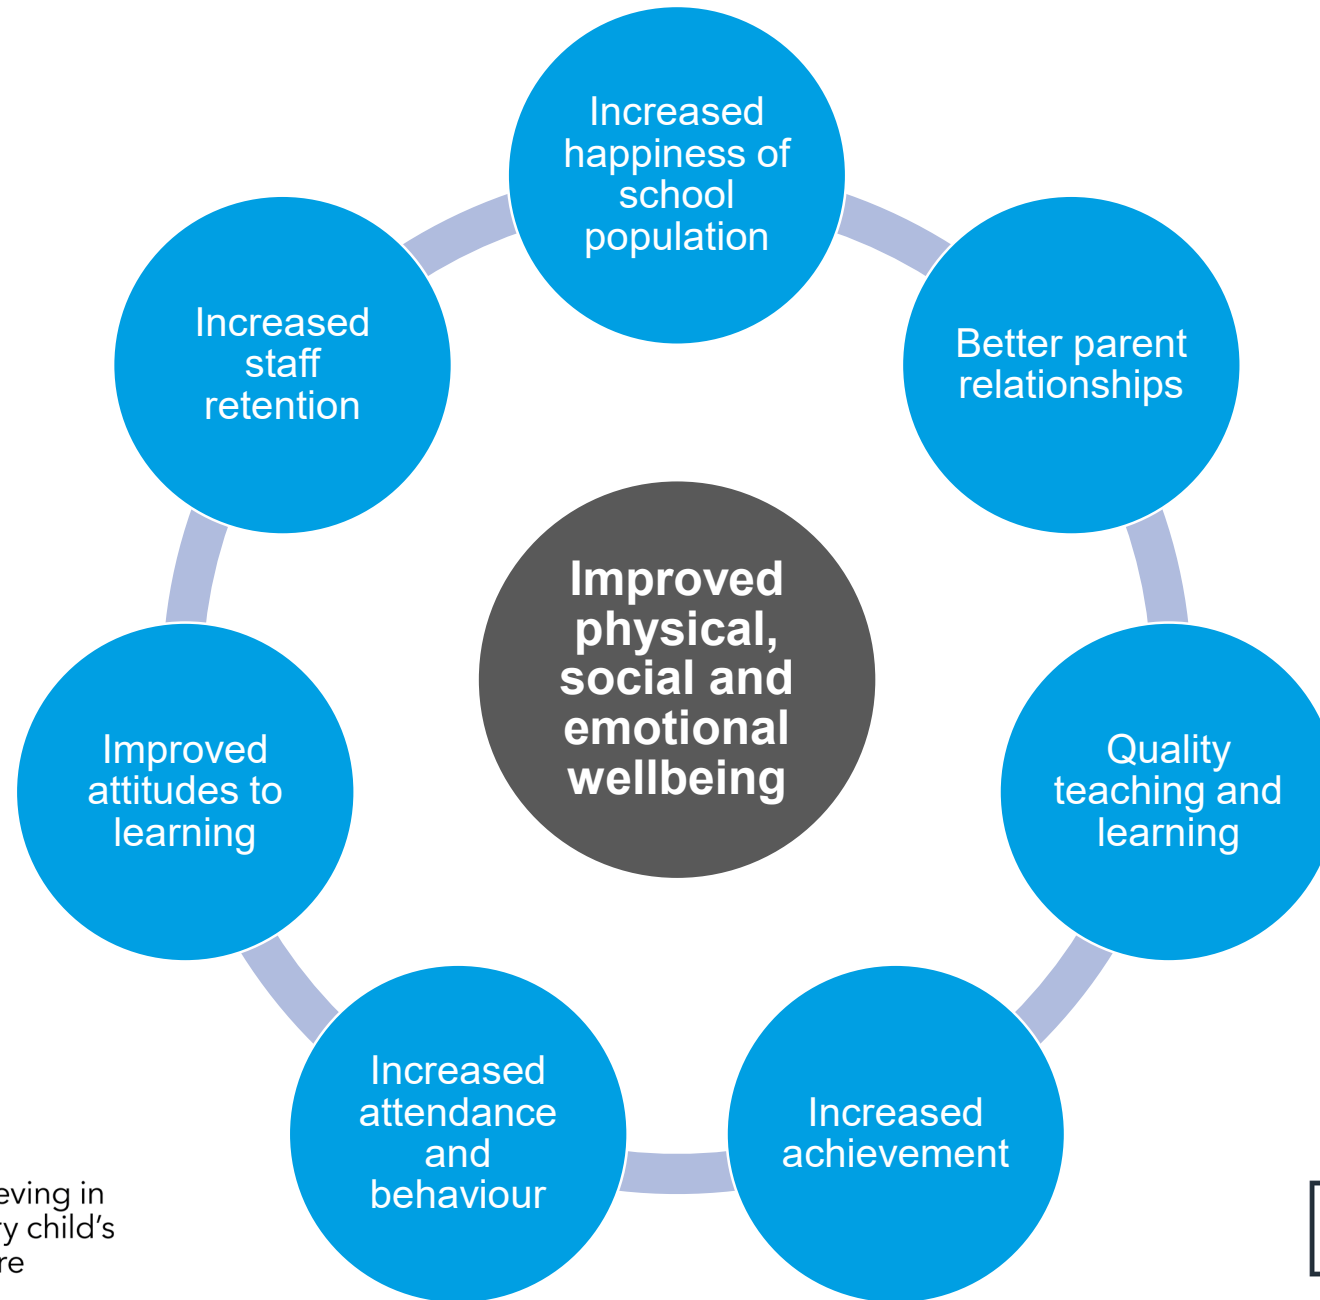 Increased
happiness of
school
population
Better parent
relationships
Quality
teaching and
learning
Increased
achievement
Increased
attendance
and
behaviour
Improved
attitudes to
learning
Increased
staff
retention
Improved
physical,
social and
emotional
wellbeing
eving in
ry child's
re